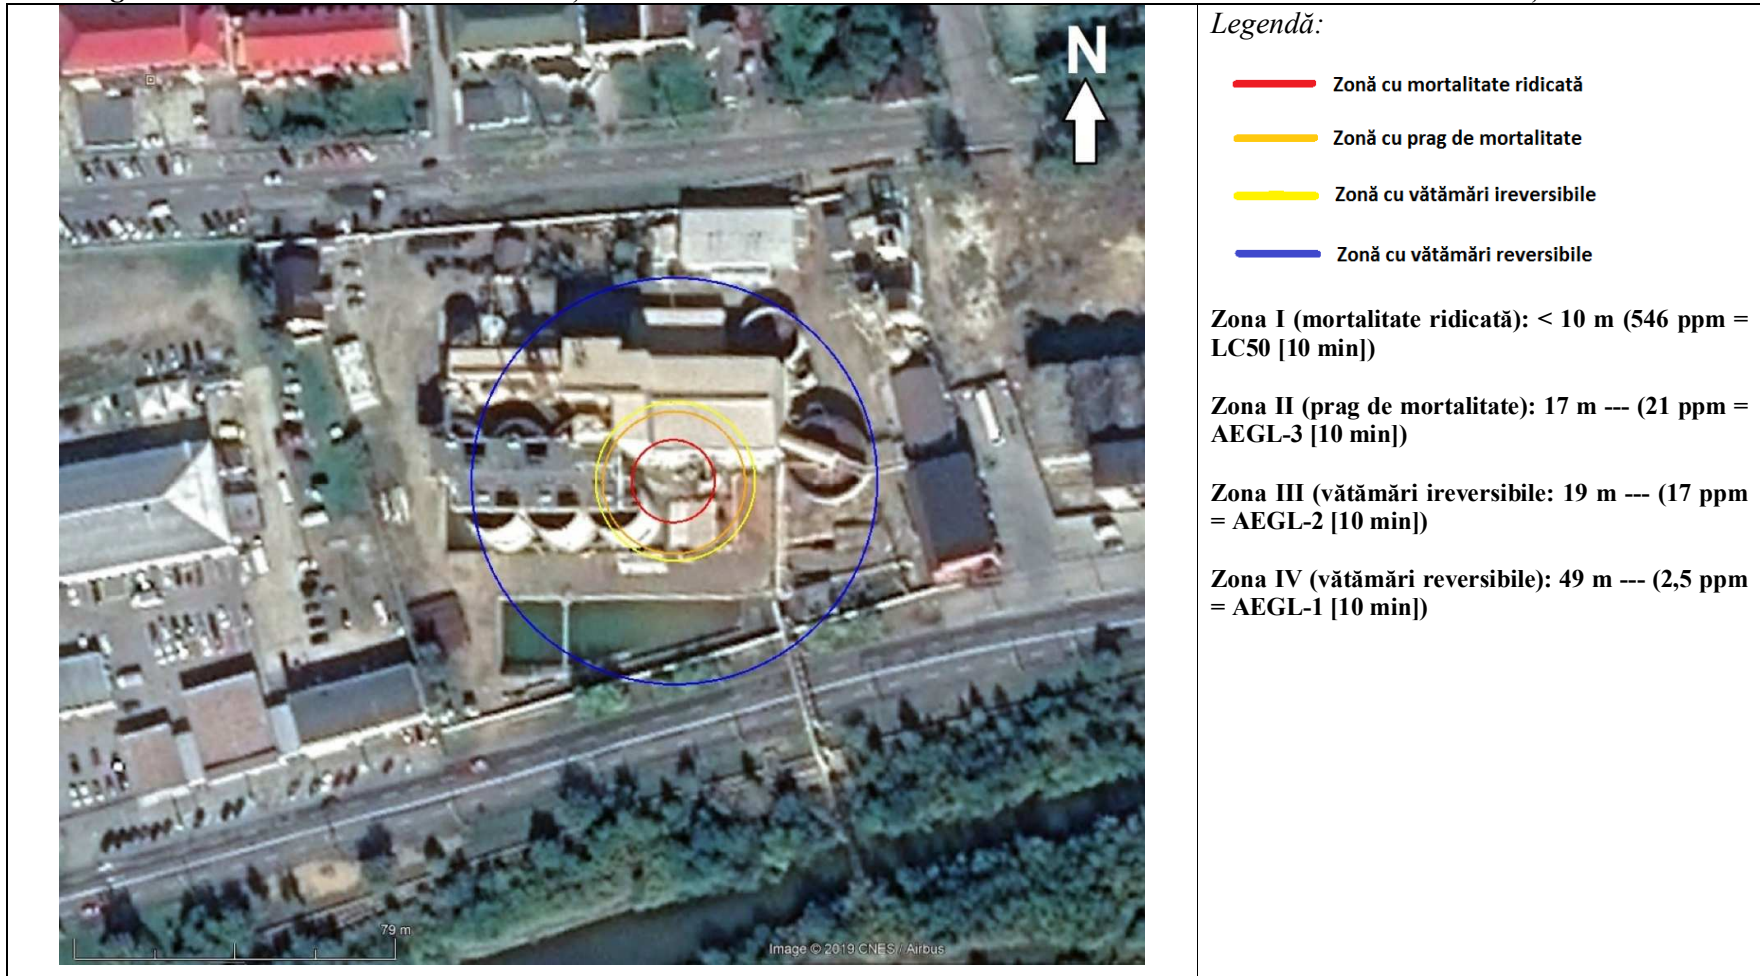 Legendă:
N
Zonă cu mortalitate ridicată
Zonă cu prag de mortalitate
Zonă cu vătămări ireversibile
Zonă cu vătămări reversibile
Zona I (mortalitate ridicată): < 10 m (546 ppm =
LC50 [10 min])
Zona II (prag de mortalitate): 17 m --- (21 ppm =
AEGL-3 [10 min])
Zona III (vătămări ireversibile: 19 m --- (17 ppm
= AEGL-2 [10 min])
Zona IV (vătămări reversibile): 49 m --- (2,5 ppm
= AEGL-1 [10 min])
79 m
Image © 2019 CNES / Airbus